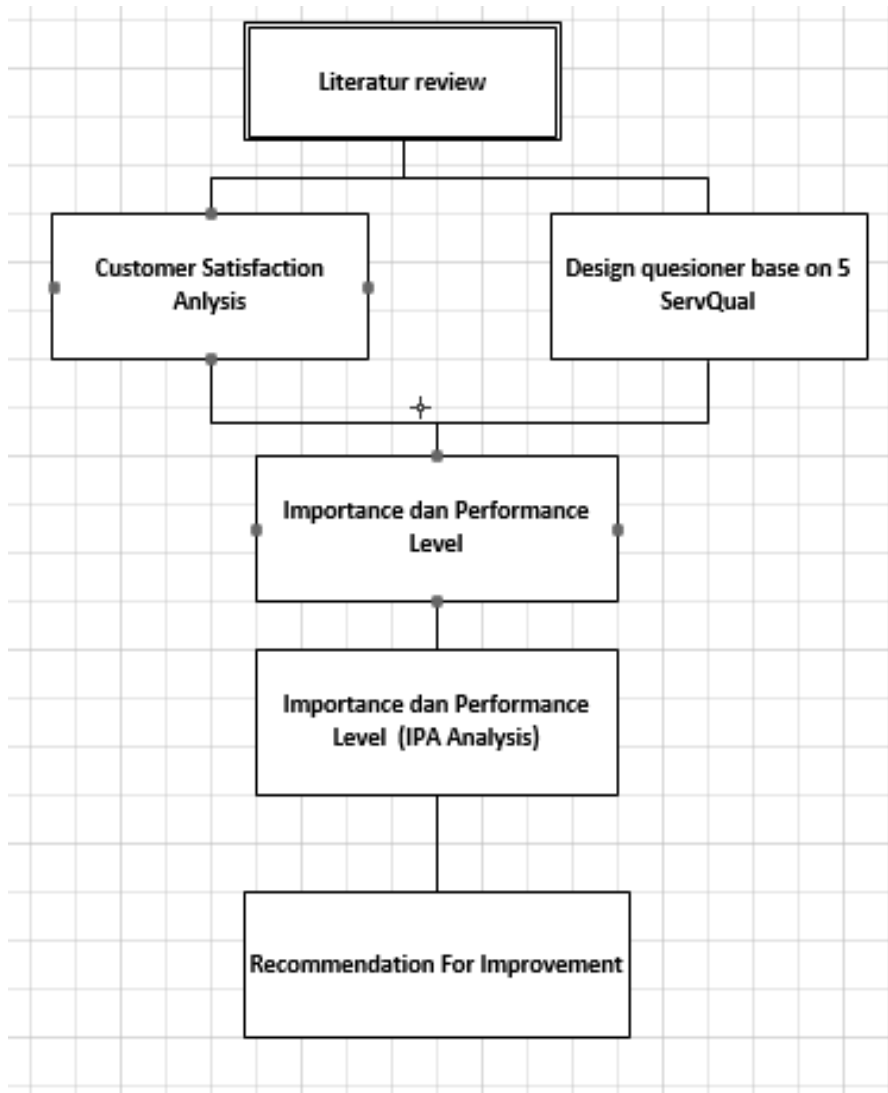 Literatur review
Customer Satisfaction
Anlysis
Design quesioner base on 5
ServQual
Importance dan Performance
Level
Importance dan Performance
Level (IPA Analysis)
Recommendation For Improvement